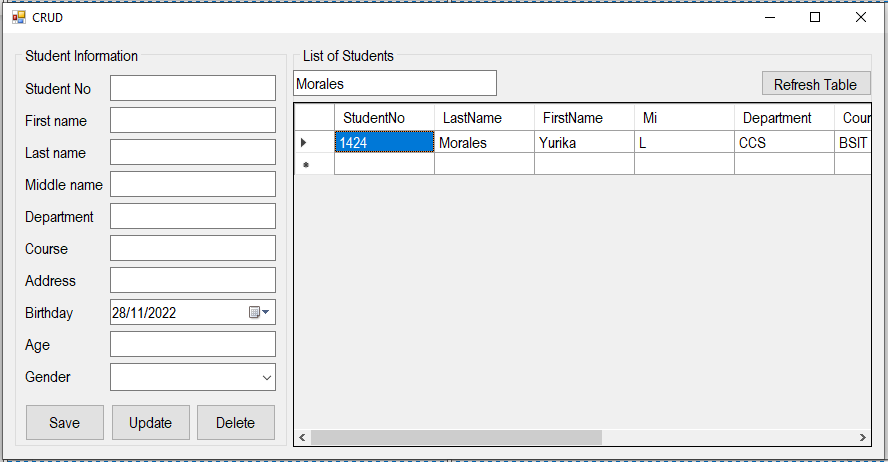 CRUD
Student Information
Student No
First name
Last name
Middle name
Department
Course
Address
Birthday 28/11/2022
Age
Gender
Save Update Delete
List of Students
Morales Refresh Table
StudentNo LastName FirstName Mi Department Cour
1424 Morales Yurika L CCS BSIT